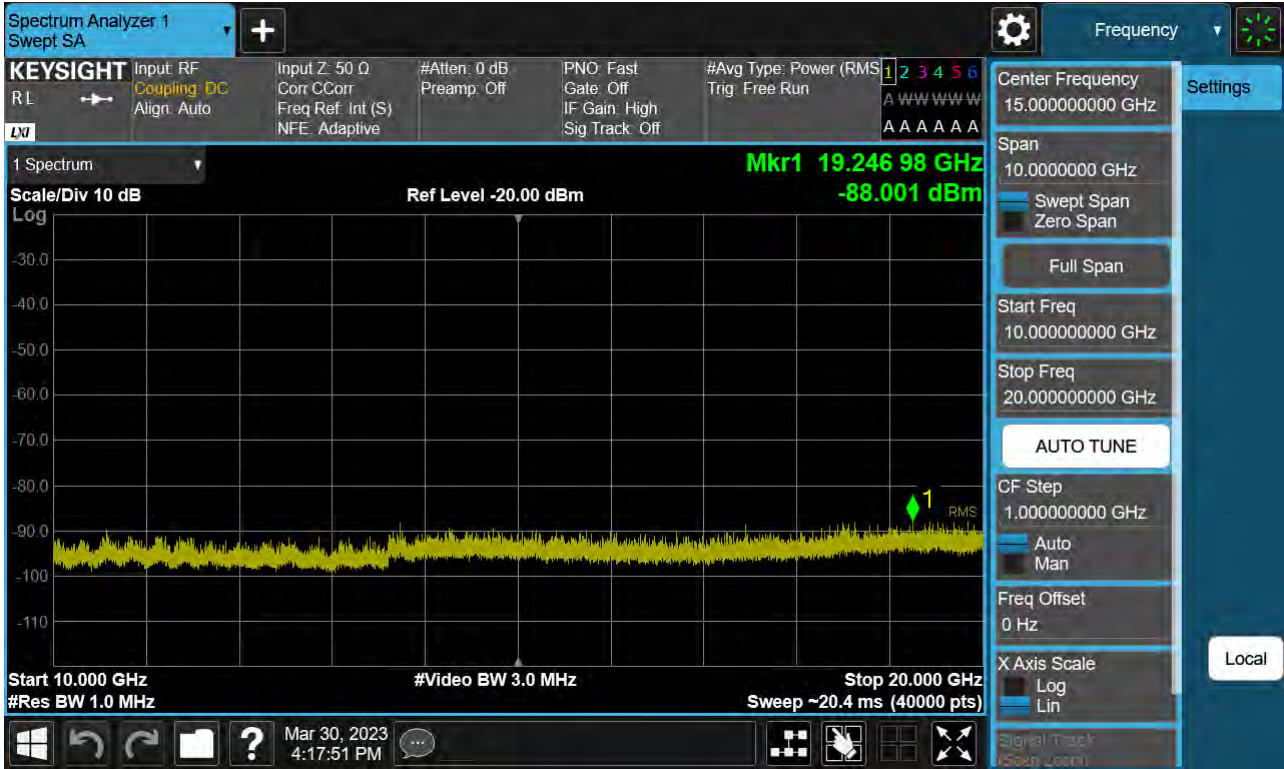 Spectrum Analyzer 1
Swept SA
+
Frequency
KEYSIGHT
RL
LXI
Input: RF
Coupling: DC
Align: Auto
Input Z: 50 Ω
Corr CCorr
Freq Ref: Int (S)
NFE: Adaptive
#Atten: 0 dB
Preamp: Off
PNO: Fast
Gate: Off
IF Gain: High
Sig Track: Off
#Avg Type: Power (RMS
Trig: Free Run
1 2 3 4 5 6
A W W W W W
A A A A A A
1 Spectrum
Mkr1 19.246 98 GHz
-88.001 dBm
Scale/Div 10 dB
Ref Level -20.00 dBm
Log
-30.0
-40.0
-50.0
-60.0
-70.0
-80.0
-90.0
-100
-110
1
RMS
Start 10.000 GHz
#Video BW 3.0 MHz
Stop 20.000 GHz
#Res BW 1.0 MHz
Sweep ~20.4 ms (40000 pts)
Center Frequency
15.000000000 GHz
Span
10.0000000 GHz
Swept Span
Zero Span
Full Span
Start Freq
10.000000000 GHz
Stop Freq
20.000000000 GHz
AUTO TUNE
CF Step
1.000000000 GHz
Auto
Man
Freq Offset
0 Hz
X Axis Scale
Log
Lin
Signal Track
(Span Zoom)
Settings
Local
?
Mar 30, 2023
4:17:51 PM